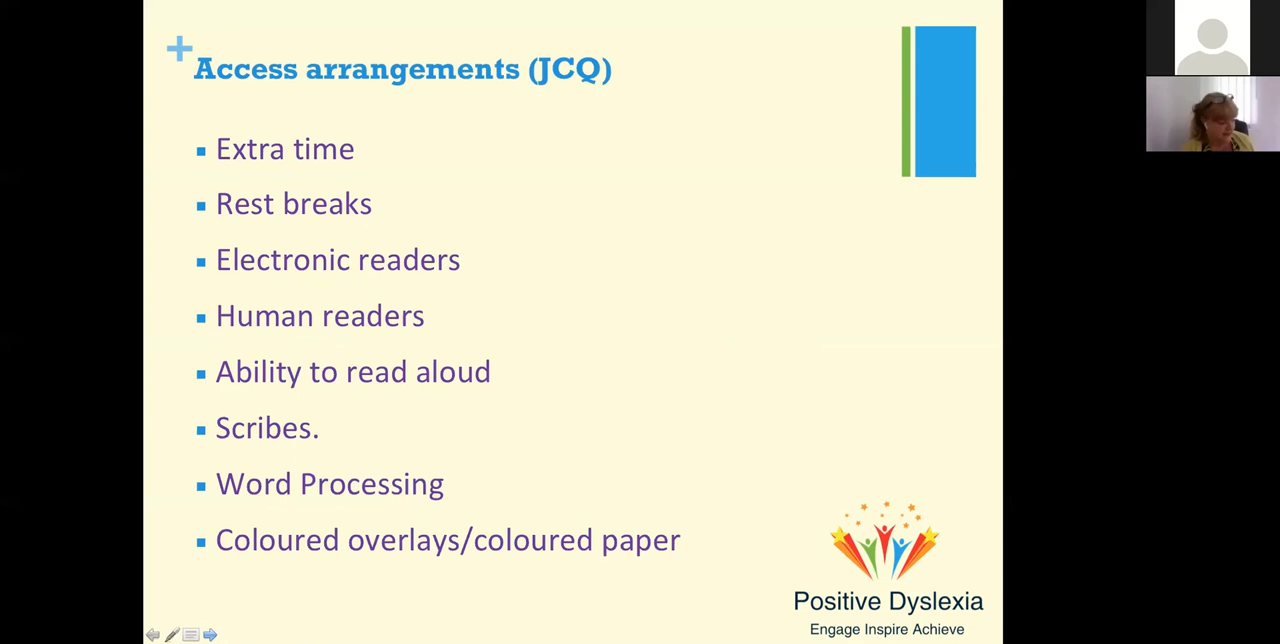 Access arrangements (JCQ)
Extra time
Rest breaks
Electronic readers
Human readers
Ability to read aloud
Scribes.
Word Processing
Coloured overlays/coloured paper
Positive Dyslexia
Engage Inspire Achieve